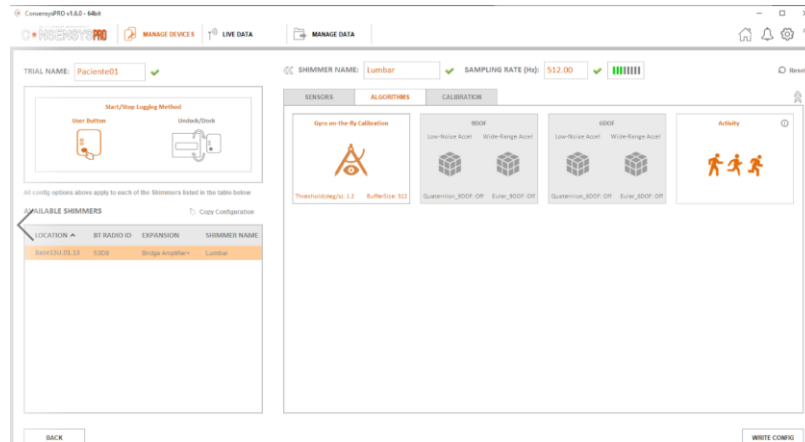 ConsensysPRO v1.6.0 - 64bit
CONSENSYSPRO
MANAGE DEVICES
LIVE DATA
MANAGE DATA
TRIAL NAME: Paciente01
SHIMMER NAME: Lumbar
SAMPLING RATE (Hz): 512.00
Reset
Start/Stop Logging Method
User Button
Undock/Dock
All config options above apply to each of the Shimmers listed in the table below
AVAILABLE SHIMMERS
Copy Configuration
LOCATION BT RADIO ID EXPANSION SHIMMER NAME
Base15U.01.13 Bridge Amplifier+ Lumbar
SENSORS
ALGORITHMS
CALIBRATION
Gyro on-the-fly Calibration
Threshold(deg/s): 1.2 BufferSize: 512
9DOF
Low-Noise Accel Wide-Range Accel
Quaternion_9DOF: Off Euler_9DOF: Off
6DOF
Low-Noise Accel Wide-Range Accel
Quaternion_6DOF: Off Euler_6DOF: Off
Activity
BACK
WRITE CONFIG